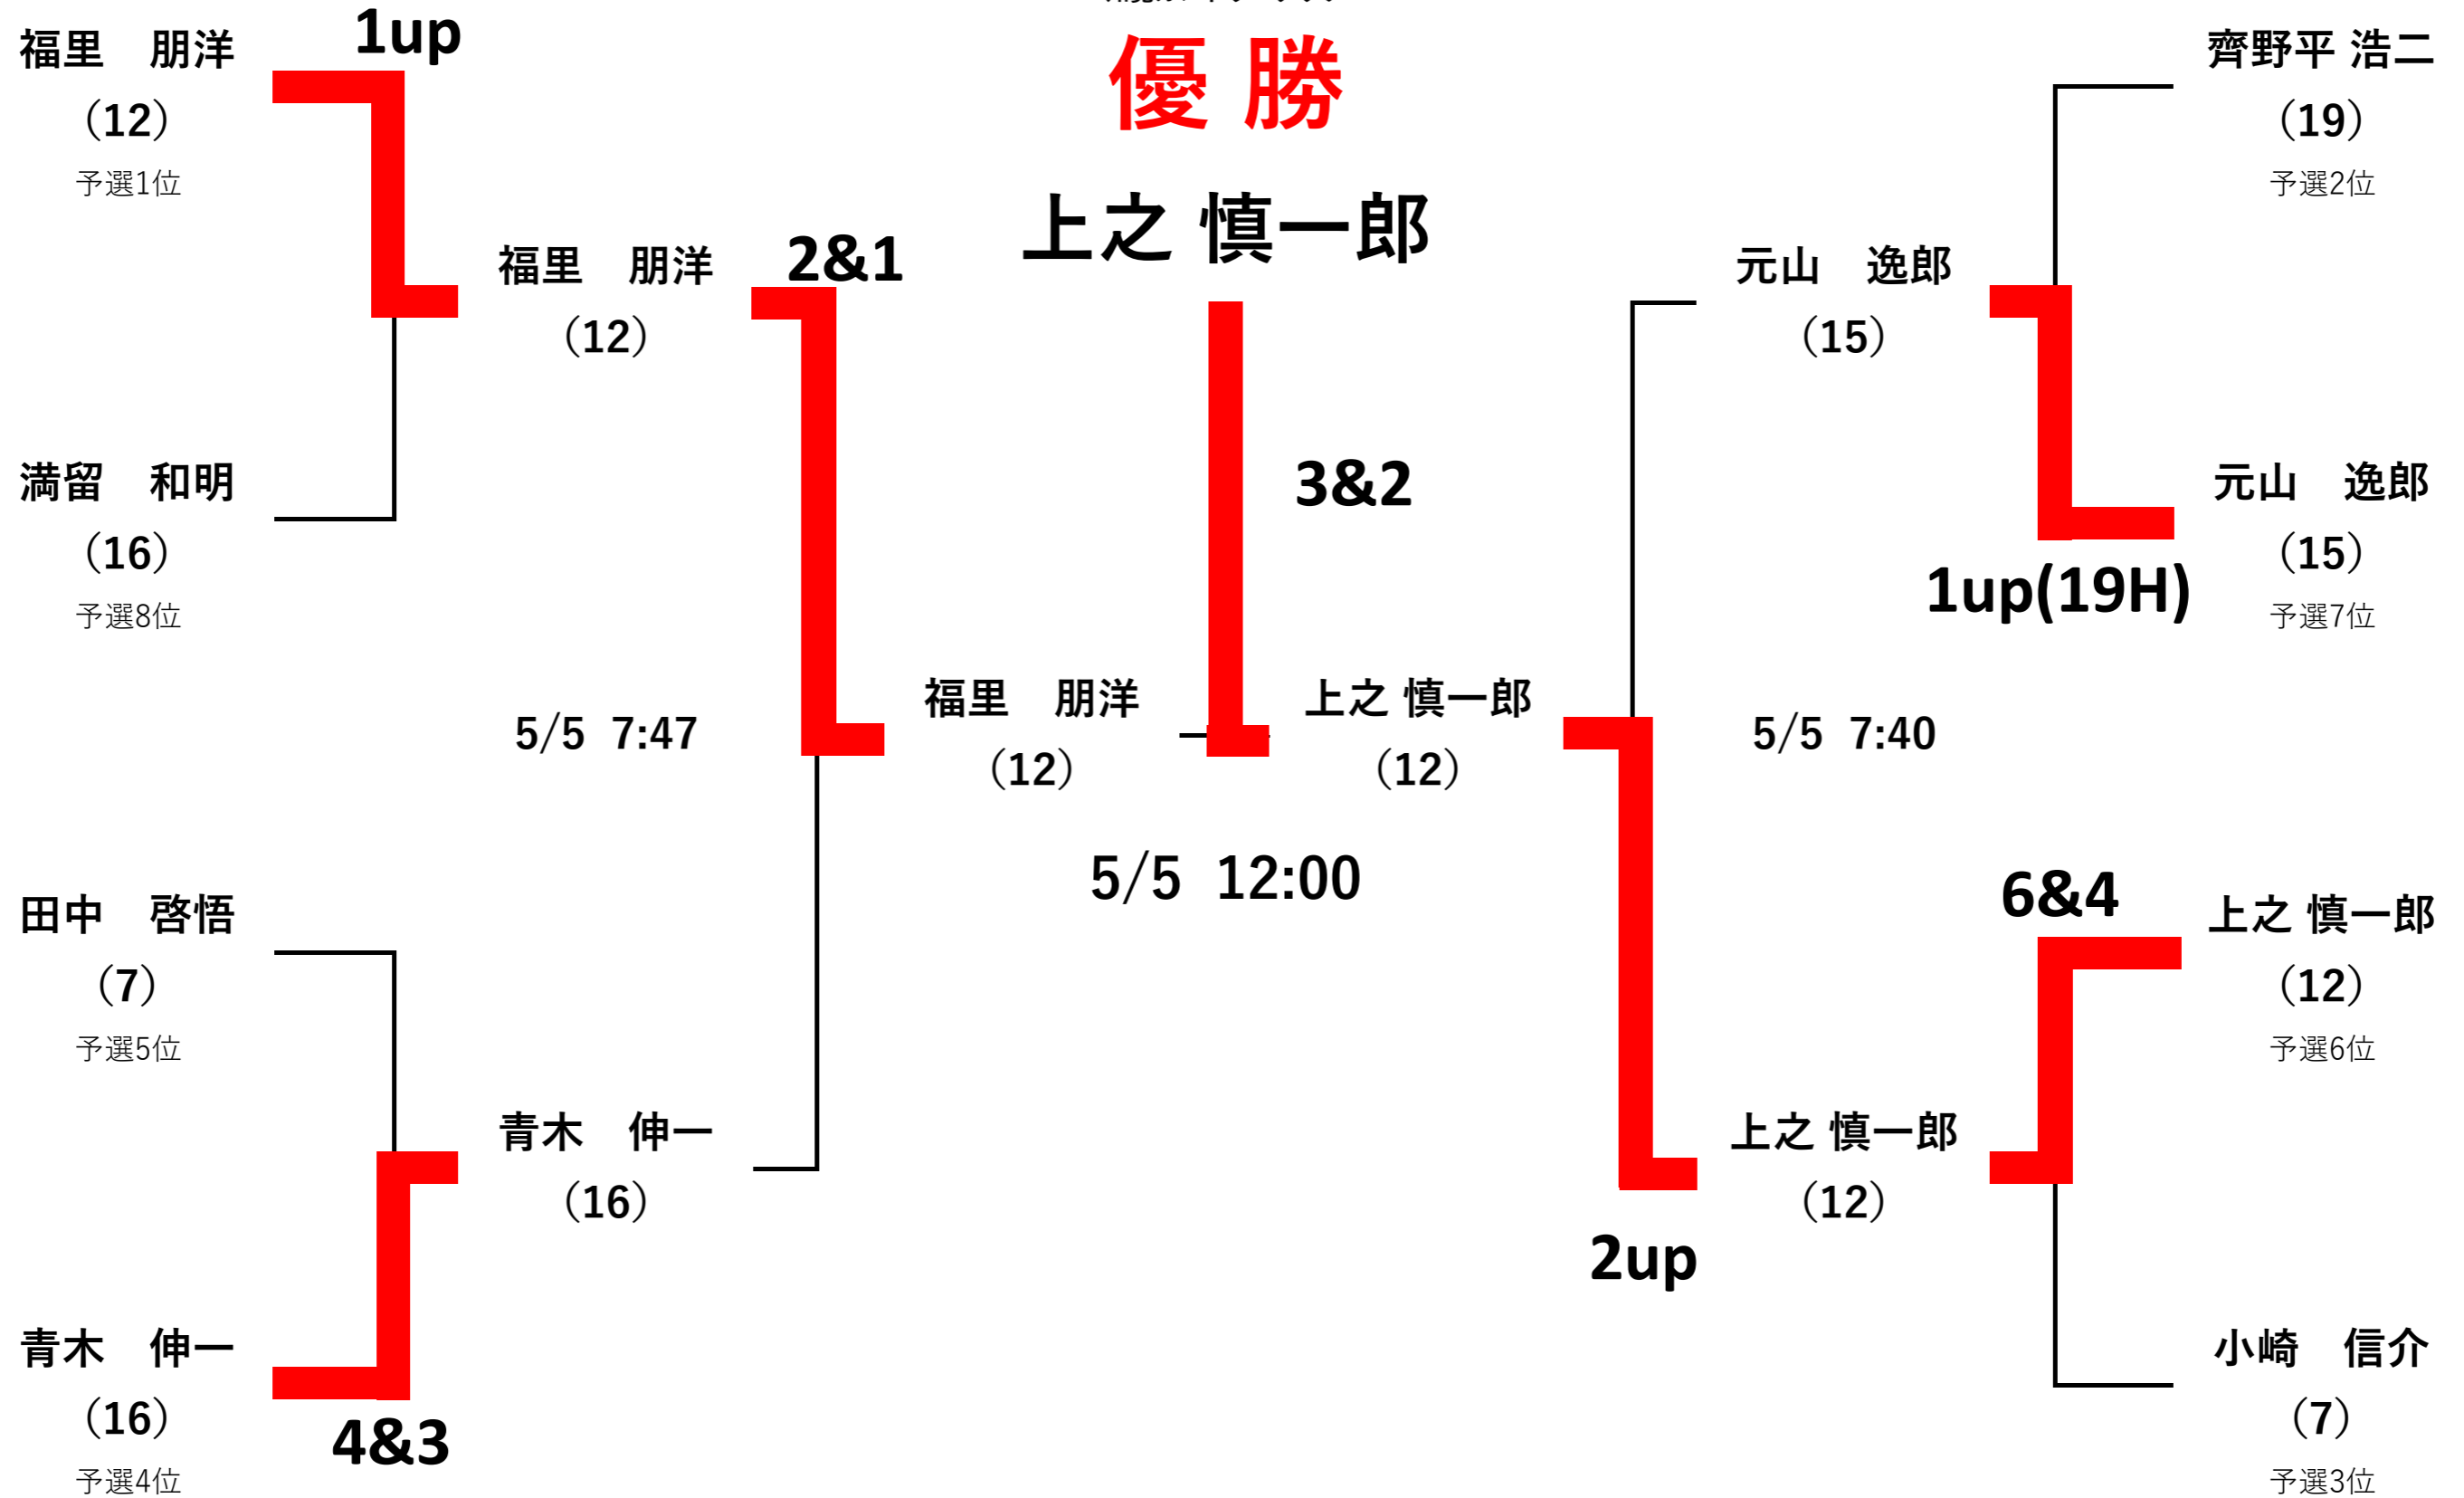 優 勝
上之 慎一郎
3&2
福里　朋洋
（12）
予選1位
1up
満留　和明
（16）
予選8位
福里　朋洋
（12）
2&1
5/5 7:47
田中　啓悟
（7）
予選5位
青木　伸一
（16）
予選4位
4&3
青木　伸一
（16）
福里　朋洋
（12）
上之 慎一郎
（12）
5/5 12:00
齊野平 浩二
（19）
予選2位
元山　逸郎
（15）
元山　逸郎
（15）
予選7位
1up(19H)
5/5 7:40
6&4
上之 慎一郎
（12）
予選6位
上之 慎一郎
（12）
2up
小崎　信介
（7）
予選3位